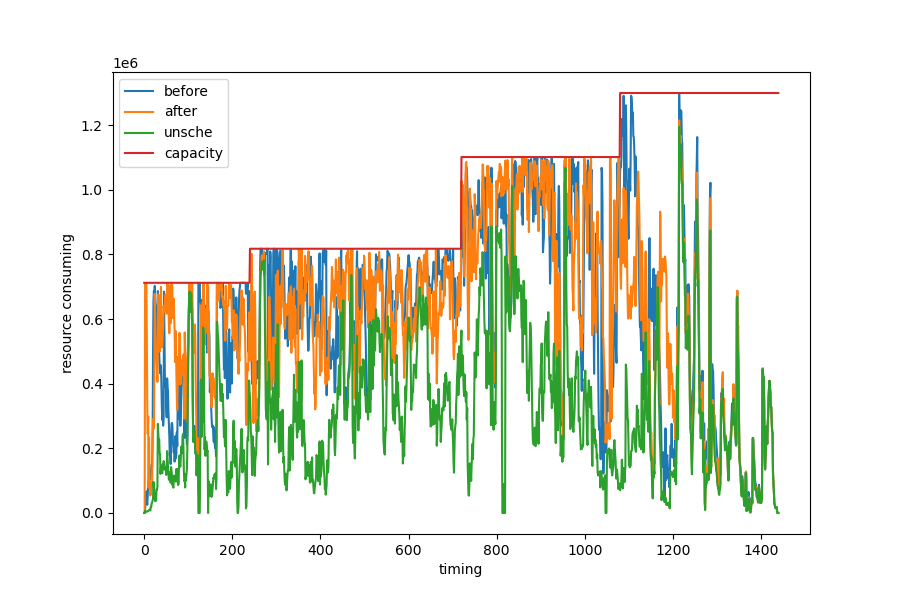 1e6
before
after
unsche
capacity
1.2
1.0
0.8
0.6
0.4
0.2
0.0
resource consuming
0 200 400 600 800 1000 1200 1400
timing